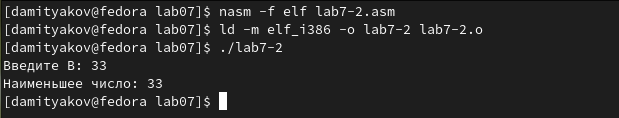 [damityakov@fedora lab07]$ nasm -f elf lab7-2.asm
[damityakov@fedora lab07]$ ld -m elf_i386 -o lab7-2 lab7-2.o
[damityakov@fedora lab07]$ ./lab7-2
Введите B: 33
Наименьшее число: 33
[damityakov@fedora lab07]$